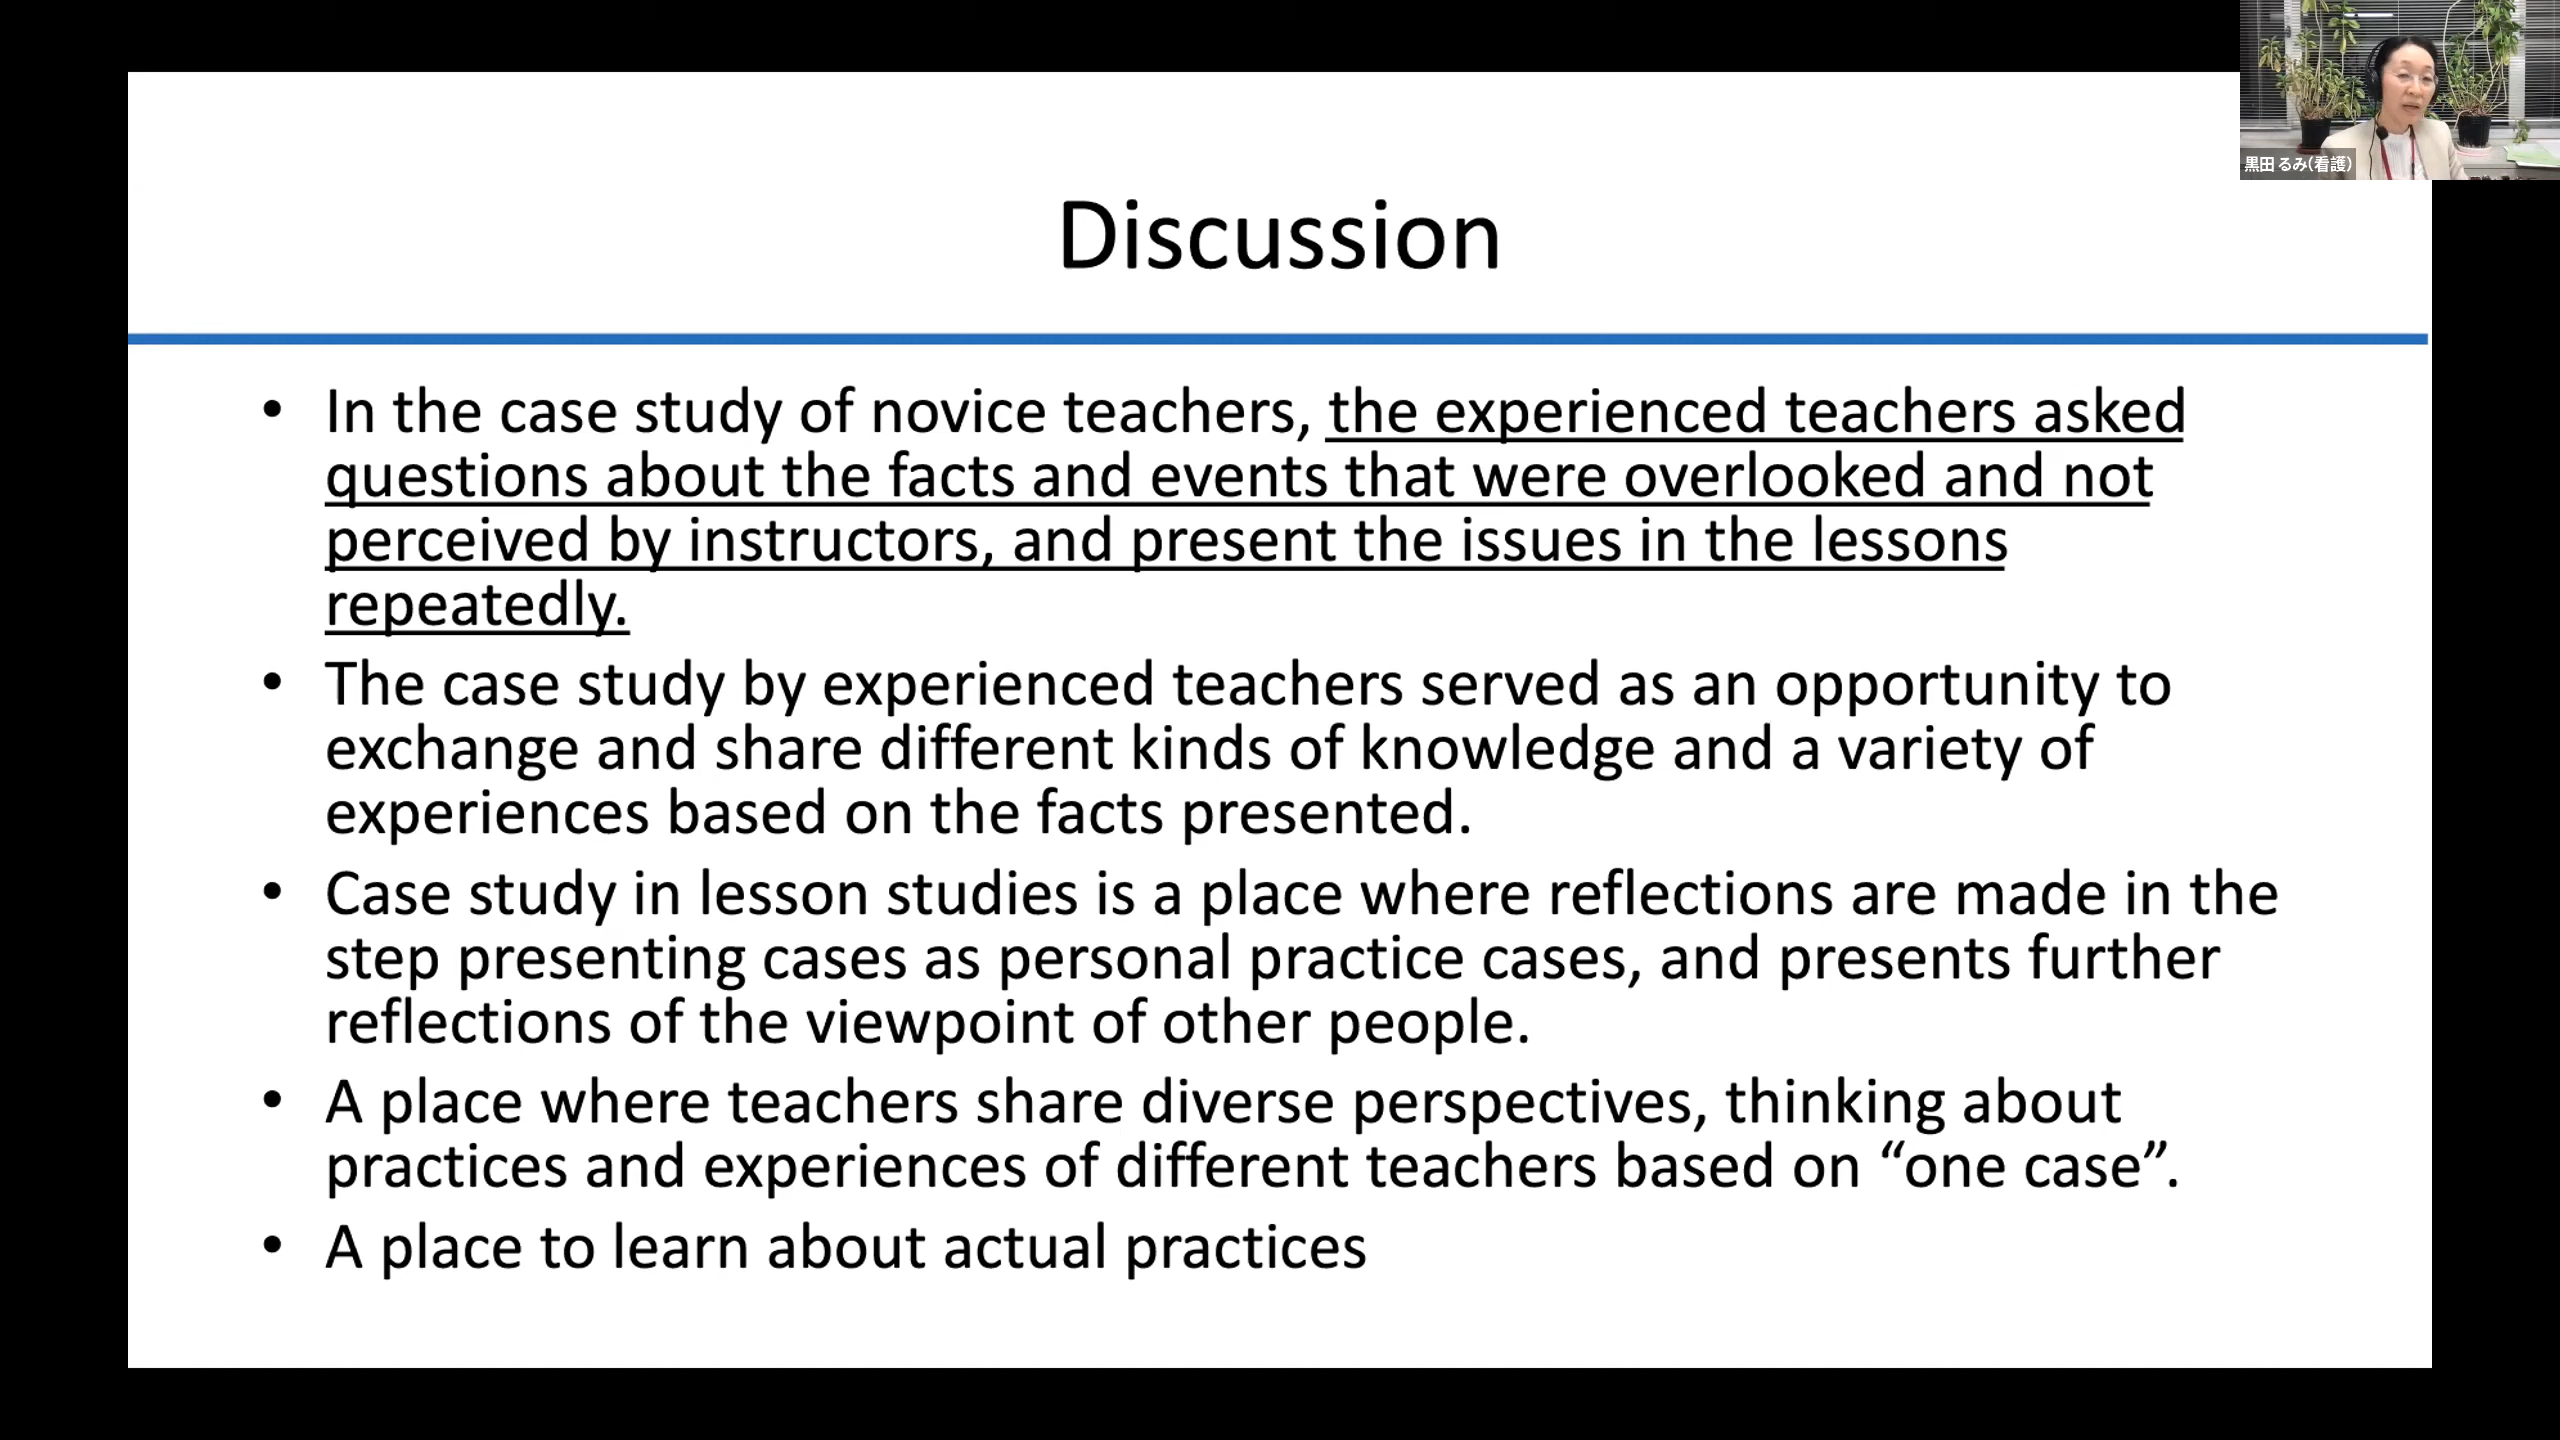 黒田 るみ(看護)
Discussion
• In the case study of novice teachers, the experienced teachers asked
questions about the facts and events that were overlooked and not
perceived by instructors, and present the issues in the lessons
repeatedly.
• The case study by experienced teachers served as an opportunity to
exchange and share different kinds of knowledge and a variety of
experiences based on the facts presented.
• Case study in lesson studies is a place where reflections are made in the
step presenting cases as personal practice cases, and presents further
reflections of the viewpoint of other people.
• A place where teachers share diverse perspectives, thinking about
practices and experiences of different teachers based on “one case”.
• A place to learn about actual practices